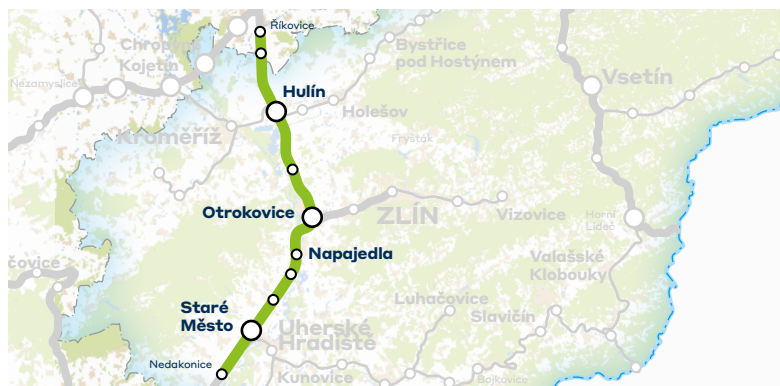 Říkovice
Chropyně
Kojetín
Bystřice
pod Hostýnem
Nezamyslice
Vsetín
Hulín
Holešov
Kroměříž
Fryšták
Otrokovice
ZLÍN
Vizovice
Horní
Lideč
Napajedla
Valašské
Klobouky
čovice
Luhačovice
Staré
Město
Slavičín
Uherské
Hradiště
Nedakonice
Kunovice
Bojkovice